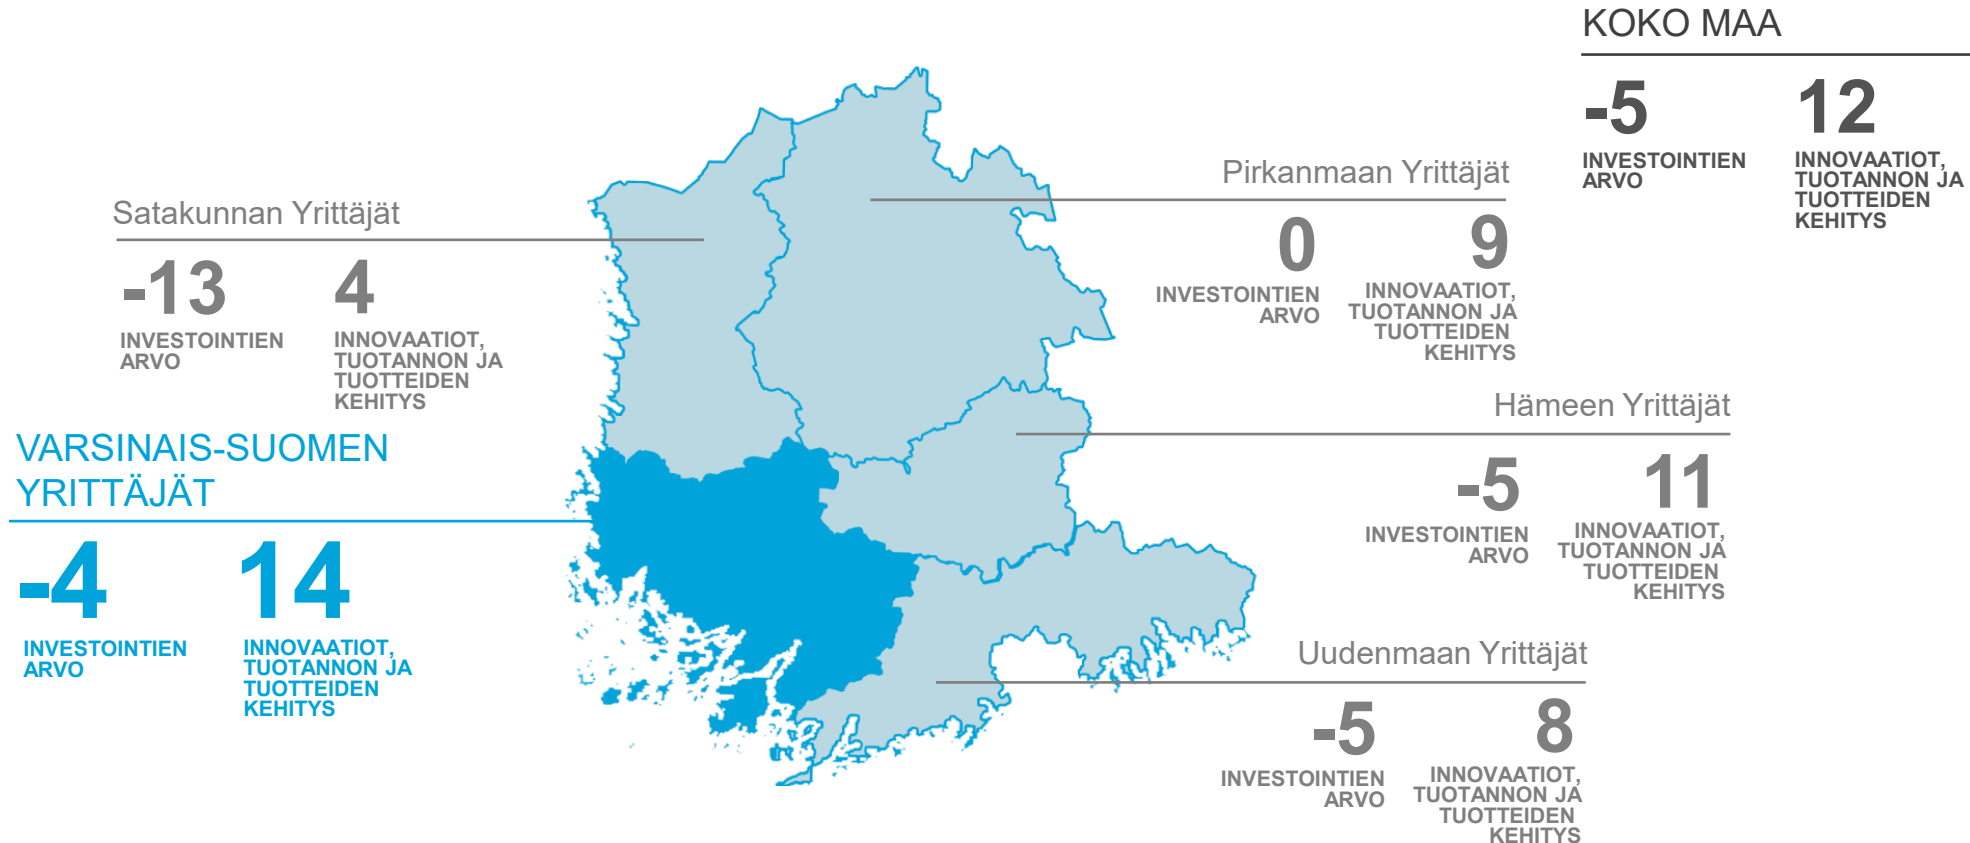 KOKO MAA
-5
INVESTOINTIEN
ARVO
12
INNOVAATIOT,
TUOTANNON JA
TUOTTEIDEN
KEHITYS
Pirkanmaan Yrittäjät
0
INVESTOINTIEN
ARVO
9
INNOVAATIOT,
TUOTANNON JA
TUOTTEIDEN
KEHITYS
Satakunnan Yrittäjät
-13
INVESTOINTIEN
ARVO
4
INNOVAATIOT,
TUOTANNON JA
TUOTTEIDEN
KEHITYS
Hämeen Yrittäjät
-5
INVESTOINTIEN
ARVO
11
INNOVAATIOT,
TUOTANNON JA
TUOTTEIDEN
KEHITYS
VARSINAIS-SUOMEN
YRITTÄJÄT
-4
INVESTOINTIEN
ARVO
14
INNOVAATIOT,
TUOTANNON JA
TUOTTEIDEN
KEHITYS
Uudenmaan Yrittäjät
-5
INVESTOINTIEN
ARVO
8
INNOVAATIOT,
TUOTANNON JA
TUOTTEIDEN
KEHITYS